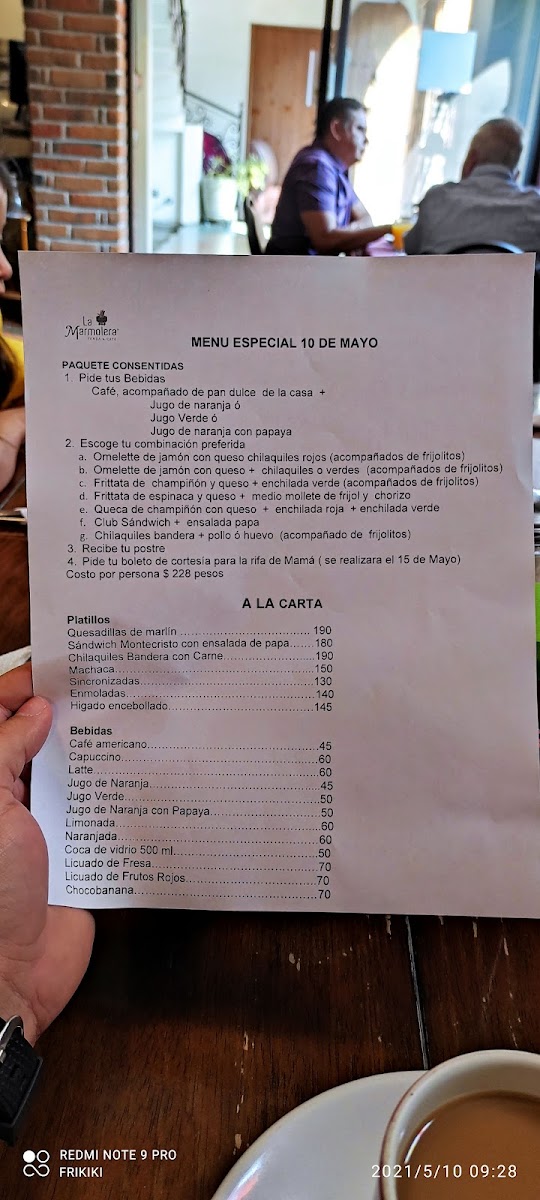 La
Marmolera
MENU ESPECIAL 10 DE MAYO
PAQUETE CONSENTIDAS
1. Pide tus Bebidas
Café, acompañado de pan dulce de la casa +
Jugo de naranja ó
Jugo Verde ó
Jugo de naranja con papaya
2. Escoge tu combinación preferida
a. Omelette de jamón con queso chilaquiles rojos (acompañados de frijolitos)
b. Omelette de jamón con queso + chilaquiles o verdes (acompañados de frijolitos)
c. Frittata de champiñón y queso + enchilada verde (acompañados de frijolitos)
d. Frittata de espinaca y queso + medio mollete de frijol y chorizo
e. Queca de champiñón con queso + enchilada roja + enchilada verde
f. Club Sándwich + ensalada papa
g. Chilaquiles bandera + pollo ó huevo (acompañado de frijolitos)
3. Recibe tu postre
4. Pide tu boleto de cortesía para la rifa de Mamá ( se realizara el 15 de Mayo)
Costo por persona $ 228 pesos
A LA CARTA
Platillos
Quesadillas de marlín ........................................ 190
Sándwich Montecristo con ensalada de papa.......180
Chilaquiles Bandera con Carne...........................190
Machaca............................................................150
Sincronizadas.....................................................130
Enmoladas.........................................................140
Higado encebollado............................................145
Bebidas
Café americano..................................................45
Capuccino...........................................................60
Latte....................................................................60
Jugo de Naranja..................................................45
Jugo Verde..........................................................50
Jugo de Naranja con Papaya..............................50
Limonada............................................................60
Naranjada...........................................................60
Coca de vidrio 500 ml.........................................50
Licuado de Fresa................................................70
Licuado de Frutos Rojos.....................................70
Chocobanana.....................................................70
REDMI NOTE 9 PRO
FRIKIKI
2021/5/10 09:28